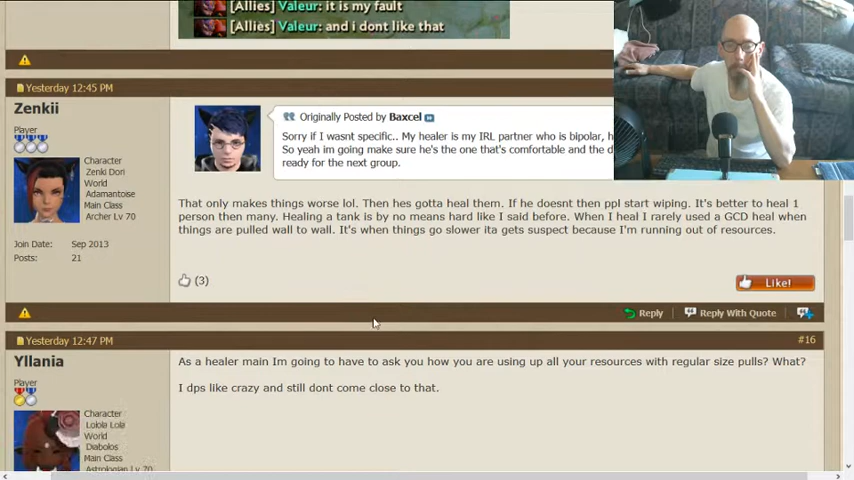 [Allies] Valeur: it is my fault
[Allies] Valeur: and i dont like that
Yesterday 12:45 PM
Zenkii
Player
Character
Zenki Dori
World
Adamantoise
Main Class
Archer Lv 70
Join Date: Sep 2013
Posts: 21
Originally Posted by Baxcel
Sorry if I wasnt specific.. My healer is my IRL partner who is bipolar, h
So yeah im going make sure he's the one that's comfortable and the d
ready for the next group.
That only makes things worse lol. Then hes gotta heal them. If he doesnt then ppl start wiping. It's better to heal 1
person then many. Healing a tank is by no means hard like I said before. When I heal I rarely used a GCD heal when
things are pulled wall to wall. It's when things go slower ita gets suspect because I'm running out of resources.
(3)
Like!
Reply
Reply With Quote
Yesterday 12:47 PM
#16
Yllania
Player
Character
Lolola Lola
World
Diabolos
Main Class
Astrologian Lv 70
As a healer main Im going to have to ask you how you are using up all your resources with regular size pulls? What?
I dps like crazy and still dont come close to that.